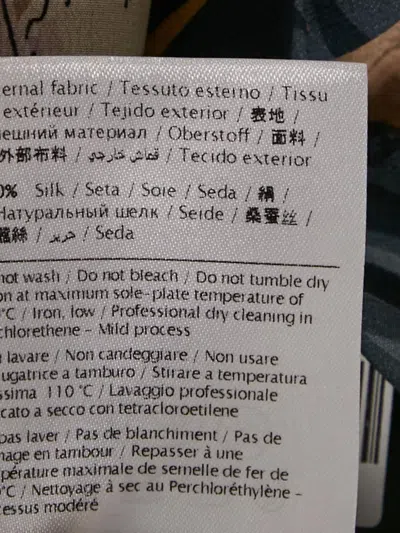 ernal fabric / Tessuto esterno / Tissu
extérieur / Tejido exterior / 表地 /
ешний материал / Oberstoff / 面料 /
外部布料 / قماش خارجي / Tecido exterior
0% Silk / Seta / Soie / Seda / 絹 /
Натуральный шелк / Seide / 桑蚕丝 /
蠶絲 / حرير / Seda
not wash / Do not bleach / Do not tumble dry
on at maximum sole-plate temperature of
°C / Iron, low / Professional dry cleaning in
chlorethene - Mild process
lavare / Non candeggiare / Non usare
ugatrice a tamburo / Stirare a temperatura
ssima 110 °C / Lavaggio professionale
cato a secco con tetracloroetilene
pas laver / Pas de blanchiment / Pas de
hage en tambour / Repasser à une
pérature maximale de semelle de fer de
°C / Nettoyage à sec au Perchloréthylène -
cessus modéré